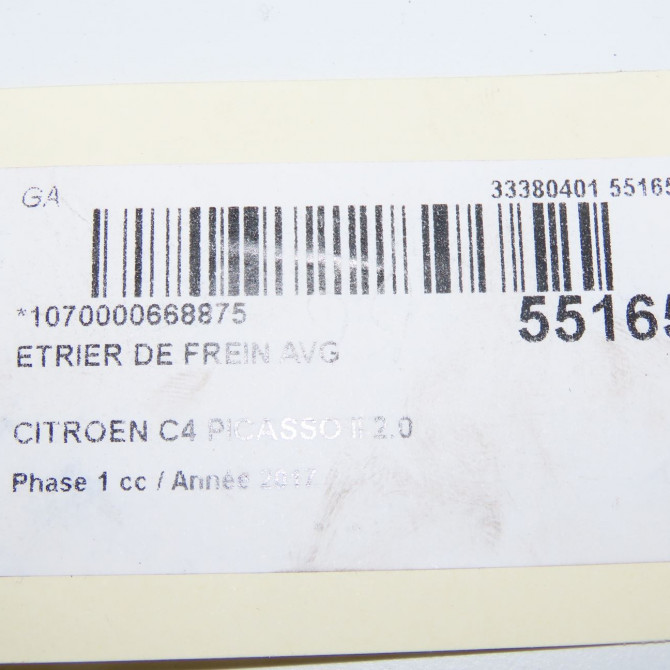 GA
33380401 55165
*1070000668875
55165
ETRIER DE FREIN AVG
CITROEN C4 PICASSO II 2.0
Phase 1 cc / Année 2017